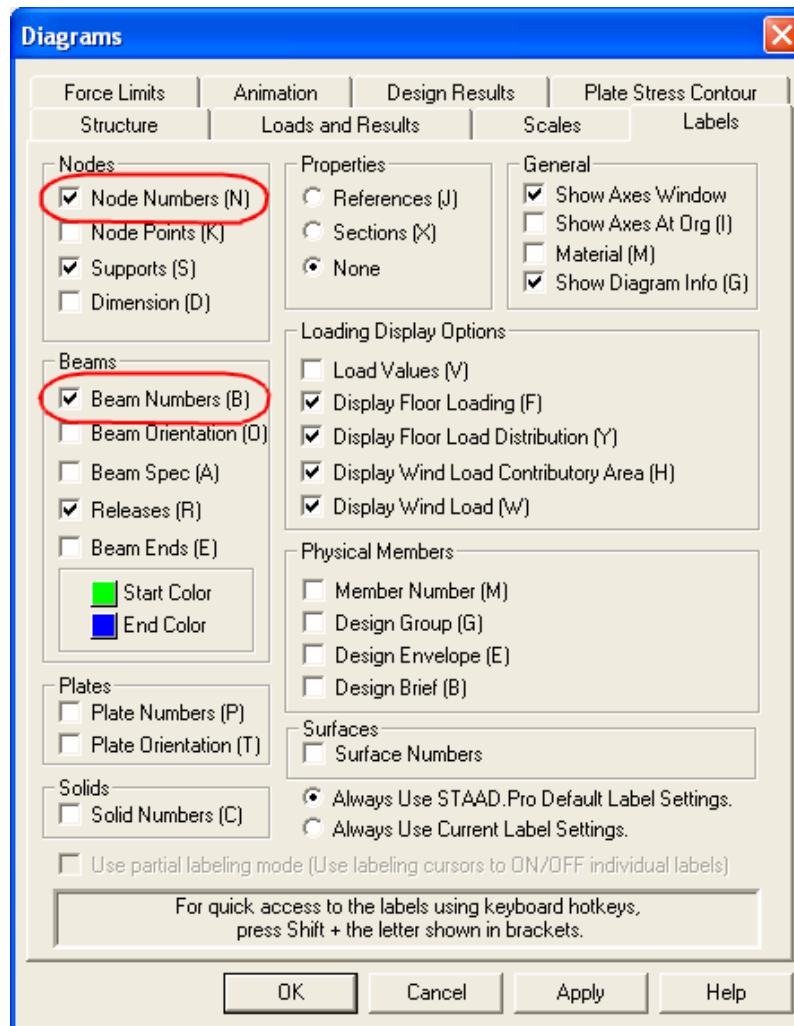 Diagrams
Force Limits
Animation
Design Results
Plate Stress Contour
Structure
Loads and Results
Scales
Labels
Nodes
Node Numbers (N)
Node Points (K)
Supports (S)
Dimension (D)
Beams
Beam Numbers (B)
Beam Orientation (O)
Beam Spec (A)
Releases (R)
Beam Ends (E)
Start Color
End Color
Plates
Plate Numbers (P)
Plate Orientation (T)
Solids
Solid Numbers (C)
Properties
References (J)
Sections (X)
None
General
Show Axes Window
Show Axes At Org (I)
Material (M)
Show Diagram Info (G)
Loading Display Options
Load Values (V)
Display Floor Loading (F)
Display Floor Load Distribution (Y)
Display Wind Load Contributory Area (H)
Display Wind Load (W)
Physical Members
Member Number (M)
Design Group (G)
Design Envelope (E)
Design Brief (B)
Surfaces
Surface Numbers
Always Use STAAD.Pro Default Label Settings.
Always Use Current Label Settings.
Use partial labeling mode (Use labeling cursors to ON/OFF individual labels)
For quick access to the labels using keyboard hotkeys,
press Shift + the letter shown in brackets.
OK
Cancel
Apply
Help